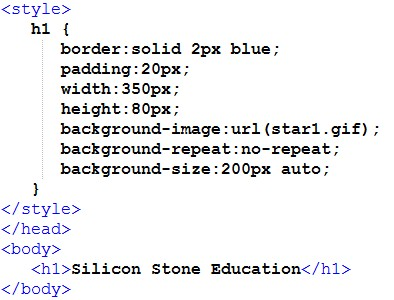 <style>
h1 {
border:solid 2px blue;
padding:20px;
width:350px;
height:80px;
background-image:url(star1.gif);
background-repeat:no-repeat;
background-size:200px auto;
}
</style>
</head>
<body>
<h1>Silicon Stone Education</h1>
</body>